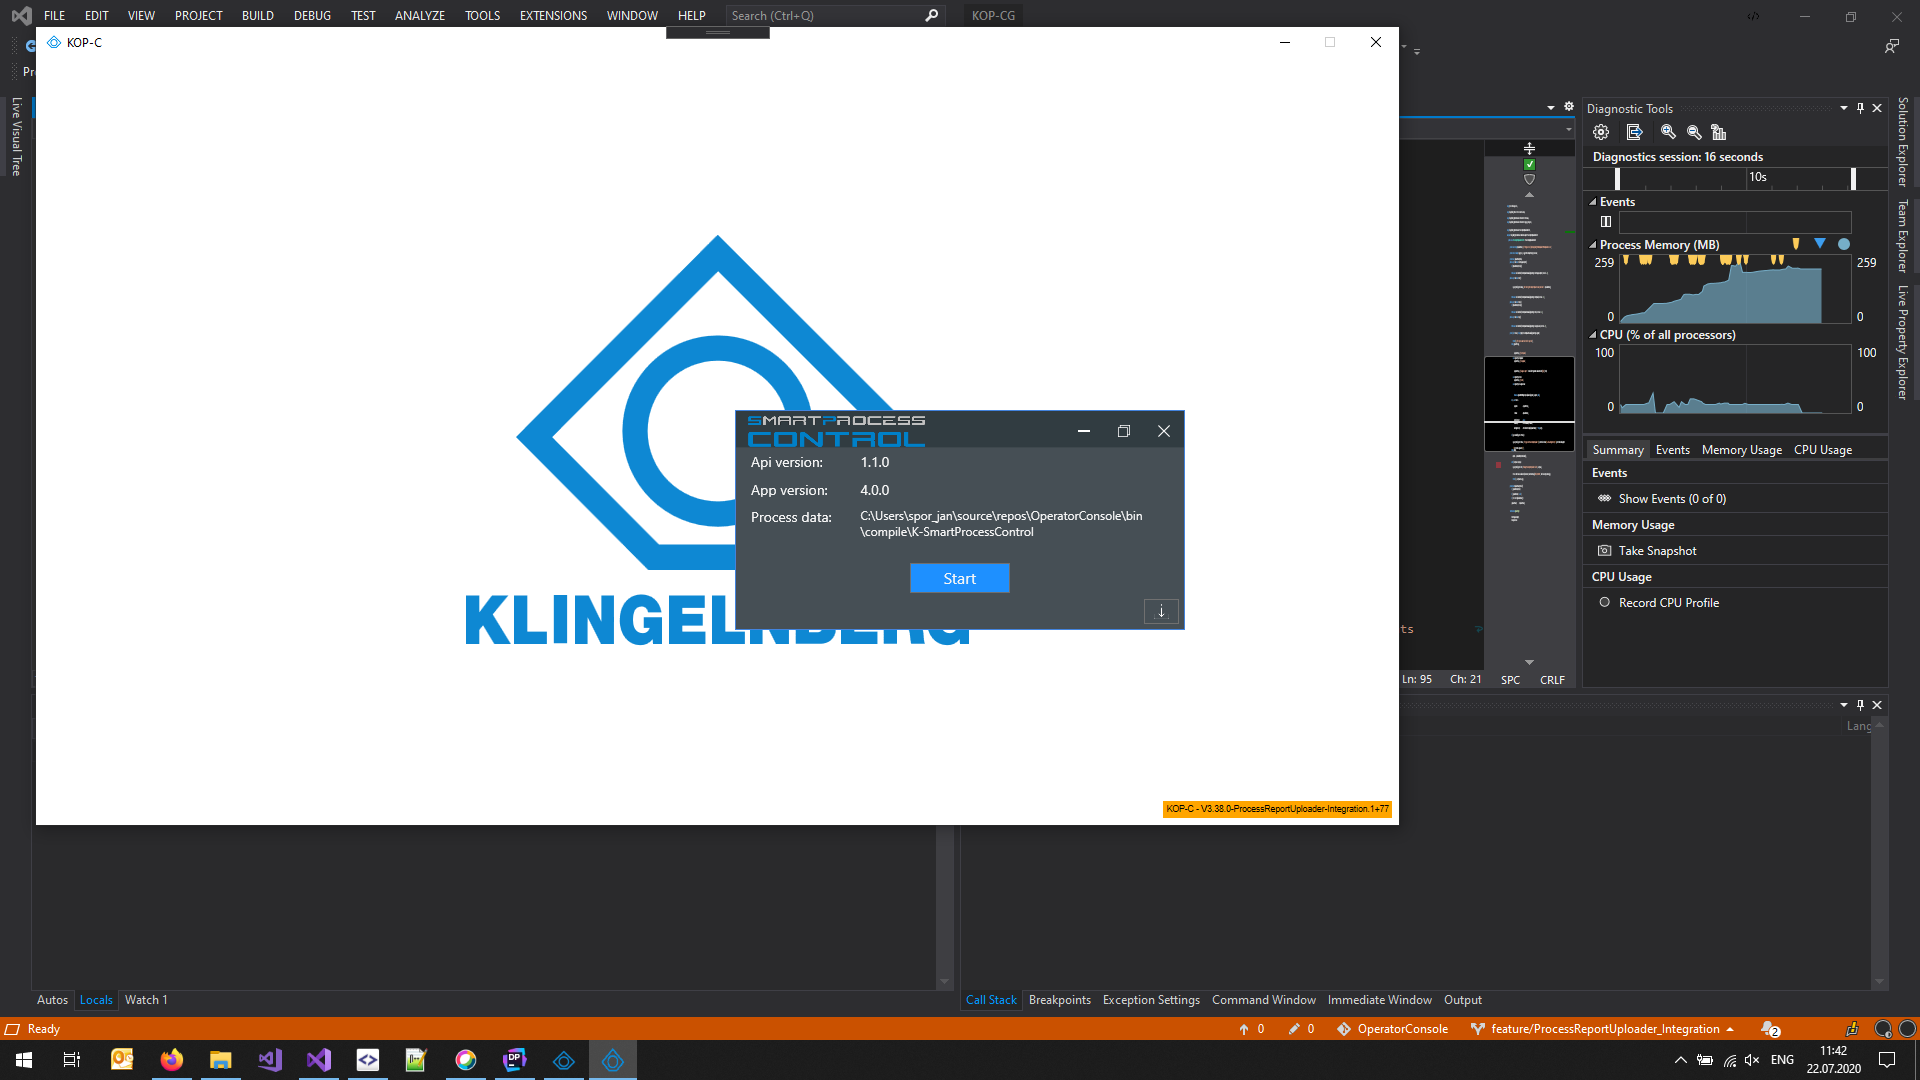 FILE EDIT VIEW PROJECT BUILD DEBUG TEST ANALYZE TOOLS EXTENSIONS WINDOW HELP Search (Ctrl+Q) KOP-CG
KOP-C
Live Visual Tree
Diagnostic Tools
Diagnostics session: 16 seconds
10s
Events
Process Memory (MB)
259 259
0 0
CPU (% of all processors)
100 100
0 0
Summary Events Memory Usage CPU Usage
Events
Show Events (0 of 0)
Memory Usage
Take Snapshot
CPU Usage
Record CPU Profile
Solution Explorer
Team Explorer
Live Property Explorer
SMARTPROCESS
CONTROL
Api version: 1.1.0
App version: 4.0.0
Process data: C:\Users\spor_jan\source\repos\OperatorConsole\bin
\compile\K-SmartProcessControl
Start
KLINGELNBERG
ts
Ln: 95 Ch: 21 SPC CRLF
Lang
KOP-C - V3.38.0-ProcessReportUploader-Integration.1+77
Autos Locals Watch 1
Call Stack Breakpoints Exception Settings Command Window Immediate Window Output
Ready
0 0 OperatorConsole feature/ProcessReportUploader_Integration 2
DP
ENG
11:42
22.07.2020